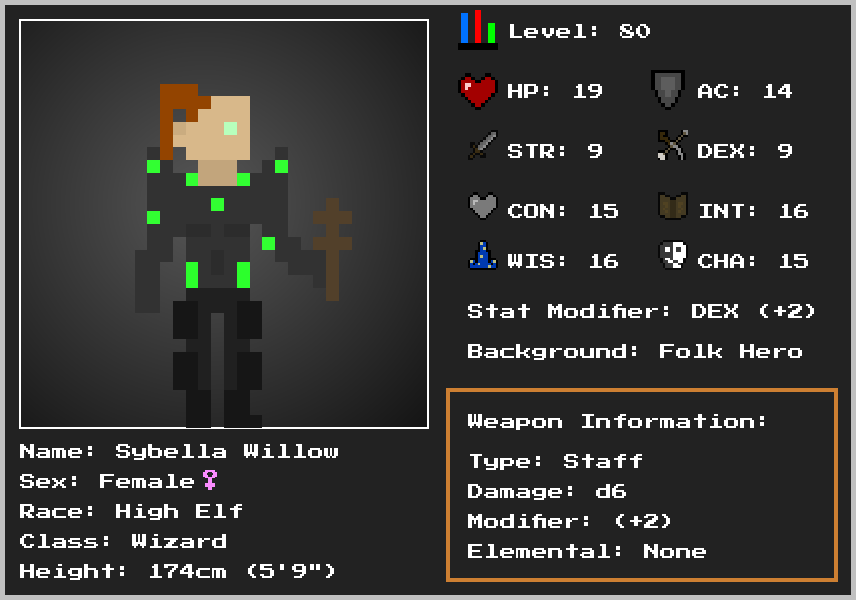 Level: 80
HP: 19 AC: 14
STR: 9 DEX: 9
CON: 15 INT: 16
WIS: 16 CHA: 15
Stat Modifier: DEX (+2)
Background: Folk Hero
Weapon Information:
Type: Staff
Damage: d6
Modifier: (+2)
Elemental: None
Name: Sybella Willow
Sex: Female♀
Race: High Elf
Class: Wizard
Height: 174cm (5'9")